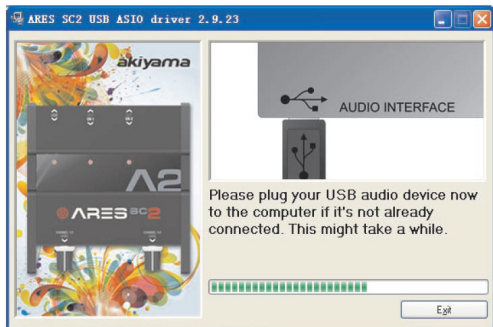 ARES SC2 USB ASIO driver 2.9.23
akiyama
A2
ARES SC2
AUDIO INTERFACE
Please plug your USB audio device now
to the computer if it's not already
connected. This might take a while.
Exit